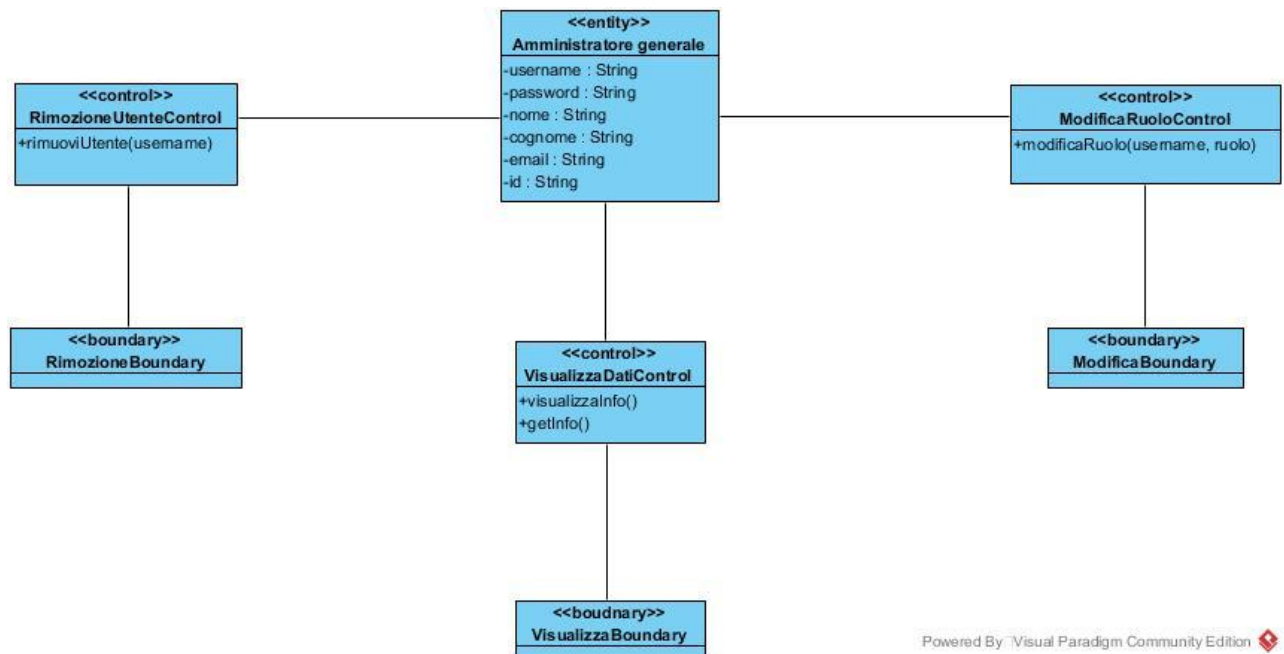 <<entity>>
Amministratore generale
-username : String
-password : String
-nome : String
-cognome : String
-email : String
-id : String
<<control>>
RimozioneUtenteControl
+rimuoviUtente(username)
<<control>>
ModificaRuoloControl
+modificaRuolo(username, ruolo)
<<boundary>>
RimozioneBoundary
<<control>>
VisualizzaDatiControl
+visualizzaInfo()
+getInfo()
<<boundary>>
ModificaBoundary
<<boudnary>>
VisualizzaBoundary
Powered By Visual Paradigm Community Edition